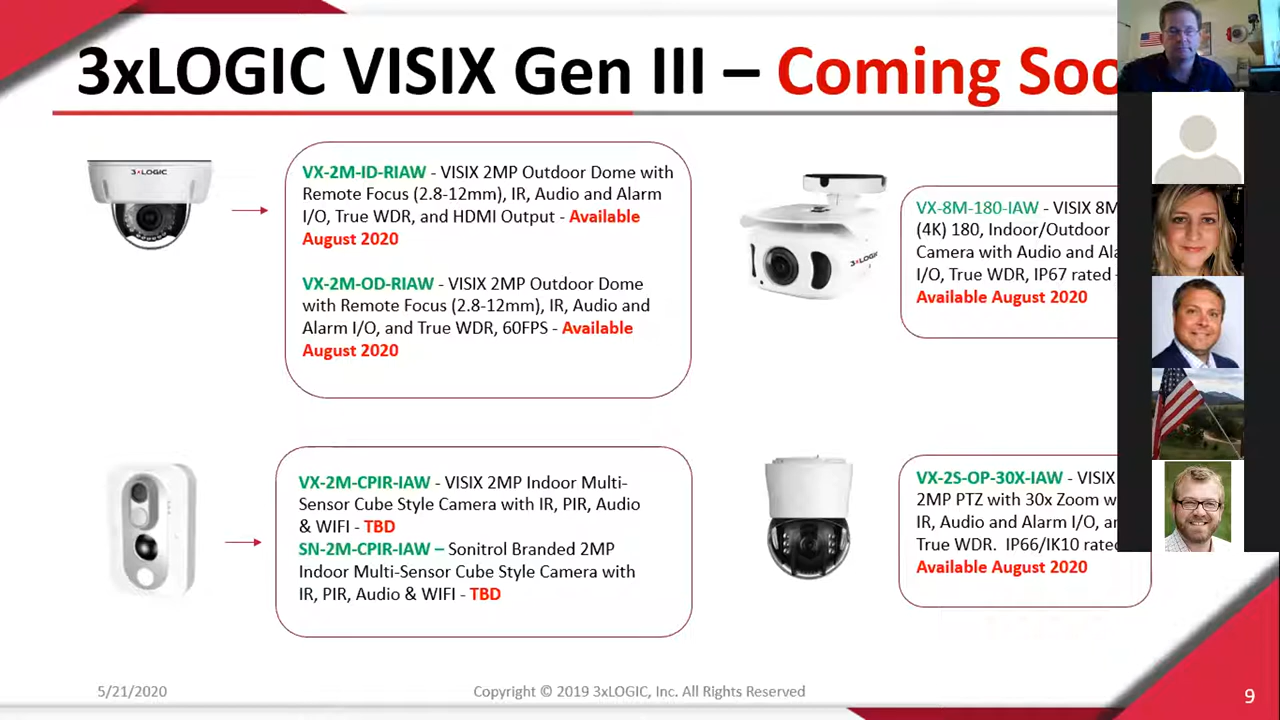 3xLOGIC VISIX Gen III – Coming Soo
3xLOGIC
VX-2M-ID-RIAW - VISIX 2MP Outdoor Dome with
Remote Focus (2.8-12mm), IR, Audio and Alarm
I/O, True WDR, and HDMI Output - Available
August 2020
VX-2M-OD-RIAW - VISIX 2MP Outdoor Dome
with Remote Focus (2.8-12mm), IR, Audio and
Alarm I/O, and True WDR, 60FPS - Available
August 2020
3xLOGIC
VX-8M-180-IAW - VISIX 8M
(4K) 180, Indoor/Outdoor
Camera with Audio and Ala
I/O, True WDR, IP67 rated -
Available August 2020
VX-2M-CPIR-IAW - VISIX 2MP Indoor Multi-
Sensor Cube Style Camera with IR, PIR, Audio
& WIFI - TBD
SN-2M-CPIR-IAW – Sonitrol Branded 2MP
Indoor Multi-Sensor Cube Style Camera with
IR, PIR, Audio & WIFI - TBD
VX-2S-OP-30X-IAW - VISIX
2MP PTZ with 30x Zoom w
IR, Audio and Alarm I/O, an
True WDR. IP66/IK10 rated
Available August 2020
5/21/2020
Copyright © 2019 3xLOGIC, Inc. All Rights Reserved
9